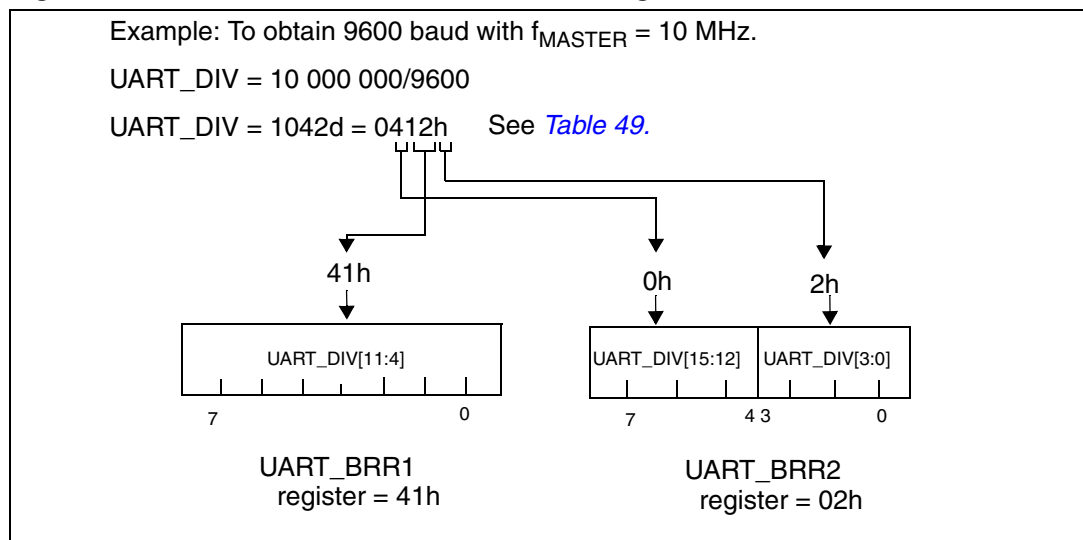 Example: To obtain 9600 baud with fMASTER = 10 MHz.
UART_DIV = 10 000 000/9600
UART_DIV = 1042d = 0412h See Table 49.
41h
0h
2h
UART_DIV[11:4]
UART_DIV[15:12]
UART_DIV[3:0]
7 0
7 4 3 0
UART_BRR1
register = 41h
UART_BRR2
register = 02h